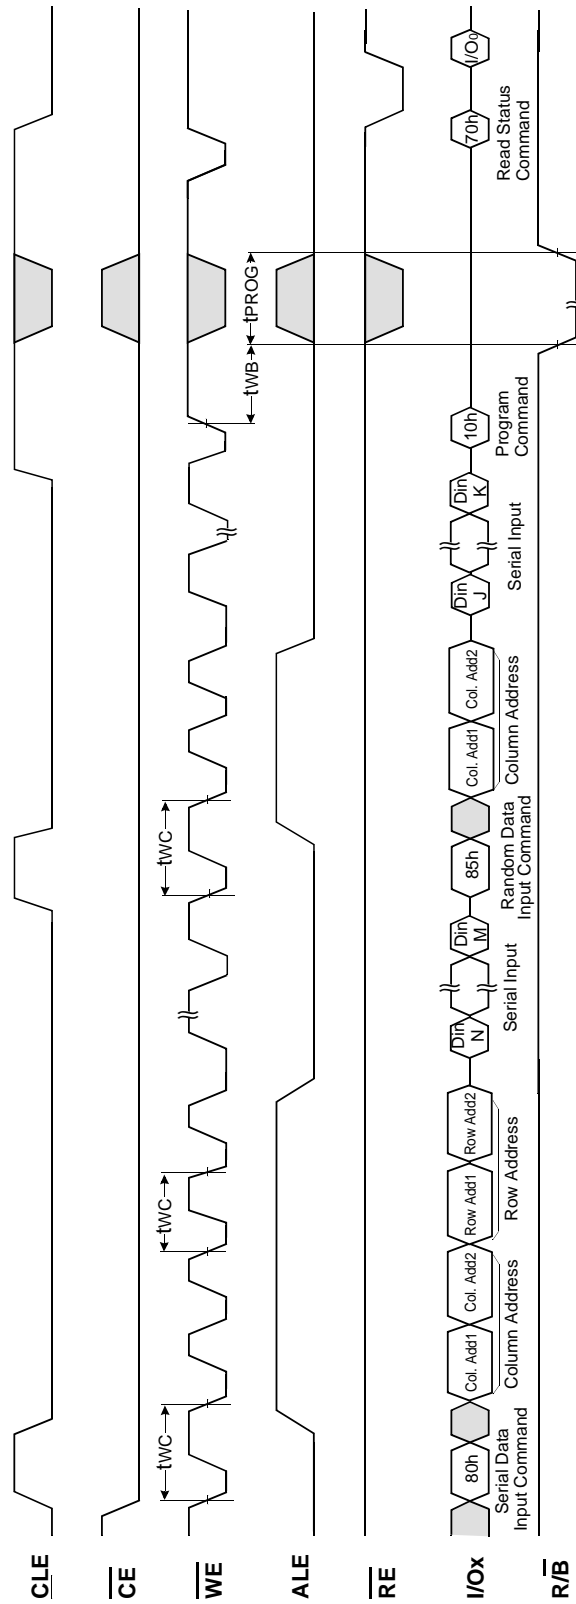 CLE
CE
WE
tWC
tWC
tWC
tWB
tPROG
ALE
RE
I/Ox
80h
Col. Add1
Col. Add2
Row Add1
Row Add2
Din
N
Din
M
85h
Col. Add1
Col. Add2
Din
J
Din
K
10h
70h
I/O0
Serial Data
Input Command
Column Address
Row Address
Serial Input
Random Data
Input Command
Column Address
Serial Input
Program
Command
Read Status
Command
R/B